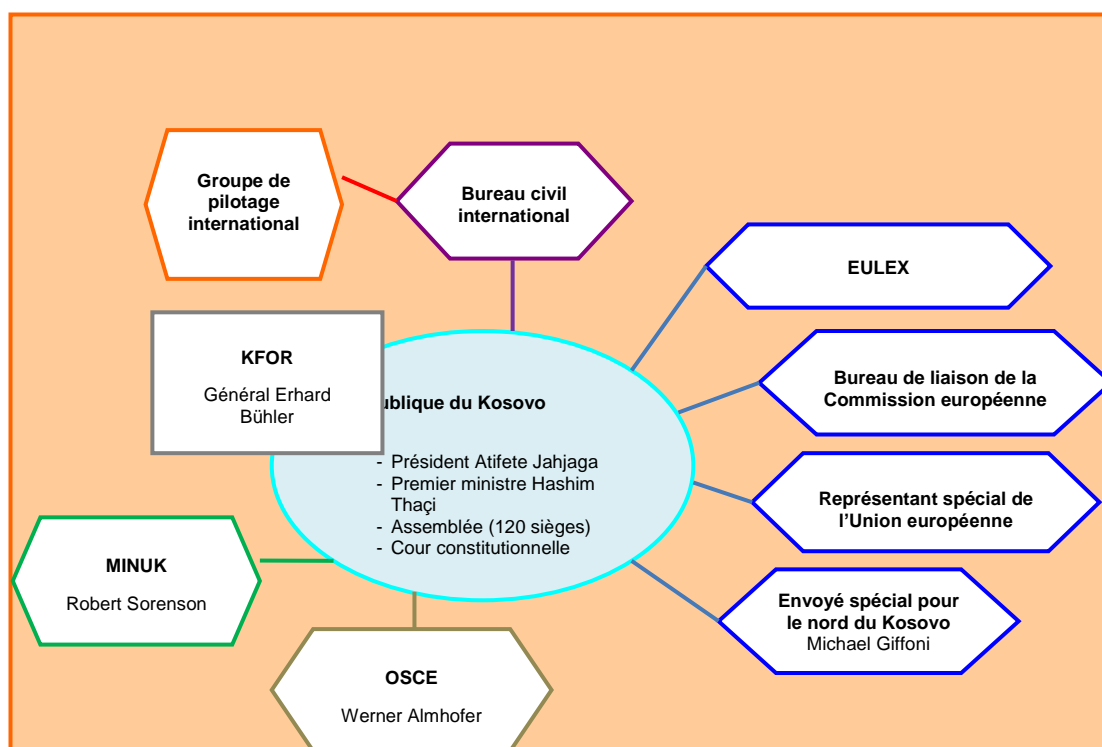 Groupe de
pilotage
international
Bureau civil
international
EULEX
KFOR
Général Erhard
Bühler
ublique du Kosovo
- Président Atifete Jahjaga
- Premier ministre Hashim
Thaçi
- Assemblée (120 sièges)
- Cour constitutionnelle
Bureau de liaison de la
Commission européenne
Représentant spécial de
l’Union européenne
Envoyé spécial pour
le nord du Kosovo
Michael Giffoni
MINUK
Robert Sorenson
OSCE
Werner Almhofer